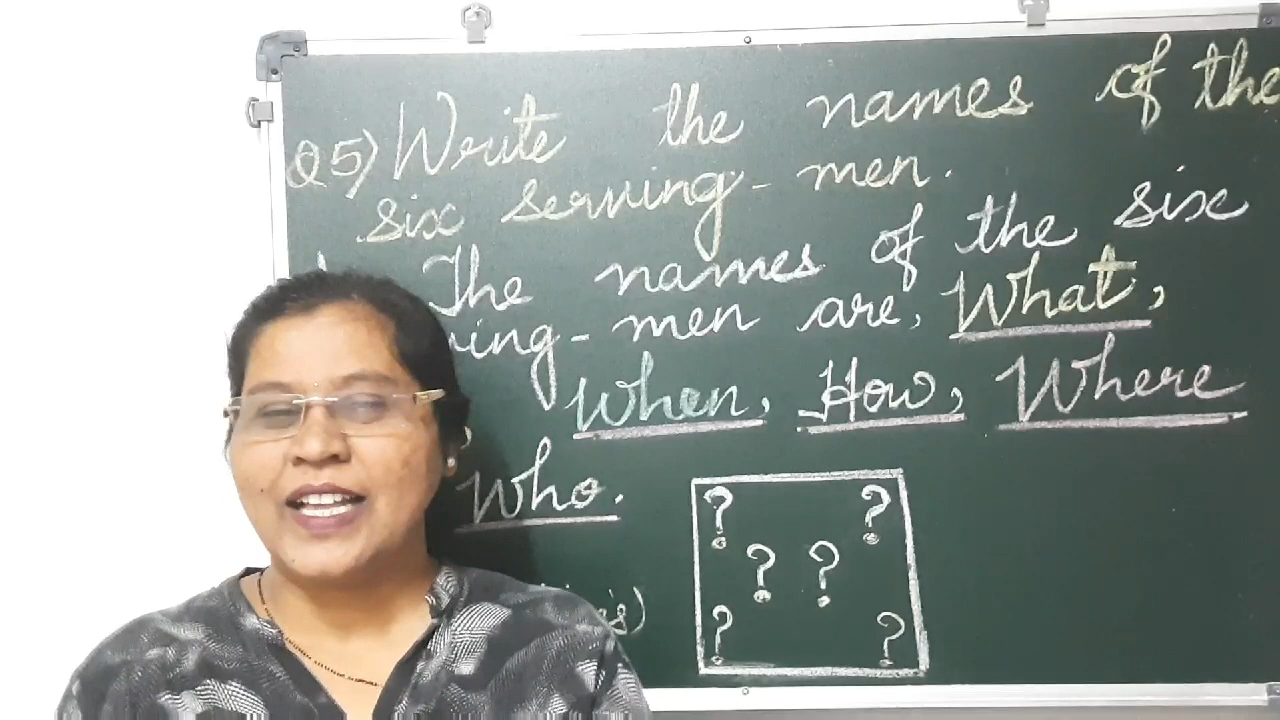 Q5) Write the names of the
six serving-men.
The names of the six
ving-men are, What,
When, How, Where
Who.
? ?
? ?
? ?